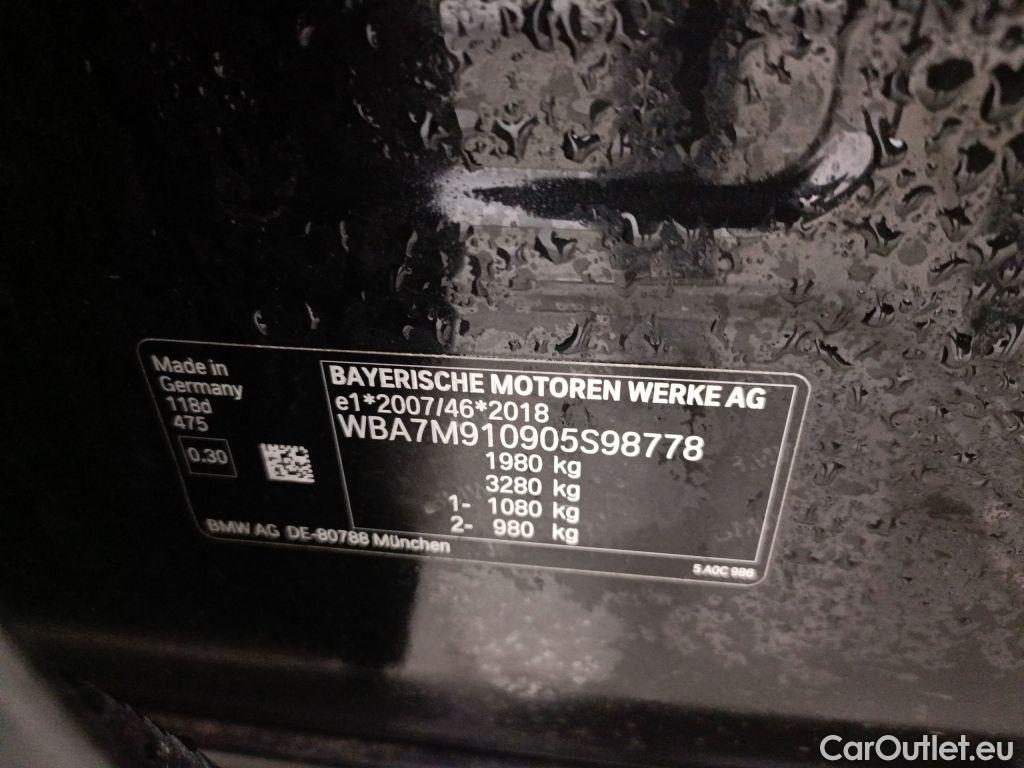 Made in
Germany
118d
475
0.30
BAYERISCHE MOTOREN WERKE AG
e1*2007/46*2018
WBA7M910905S98778
1980 kg
3280 kg
1- 1080 kg
2- 980 kg
BMW AG DE-80788 München
5 A0C 986
CarOutlet.eu